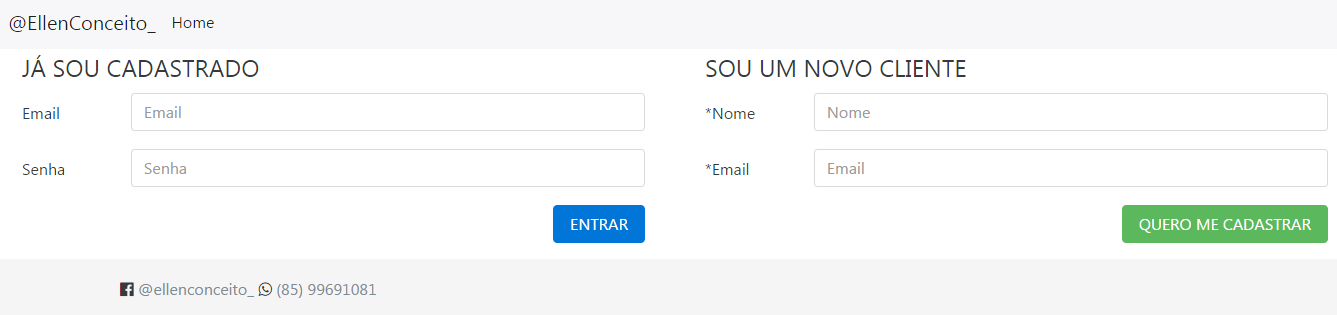 @EllenConceito_ Home
JÁ SOU CADASTRADO
Email Email
Senha Senha
ENTRAR
SOU UM NOVO CLIENTE
*Nome Nome
*Email Email
QUERO ME CADASTRAR
@ellenconceito_ (85) 99691081